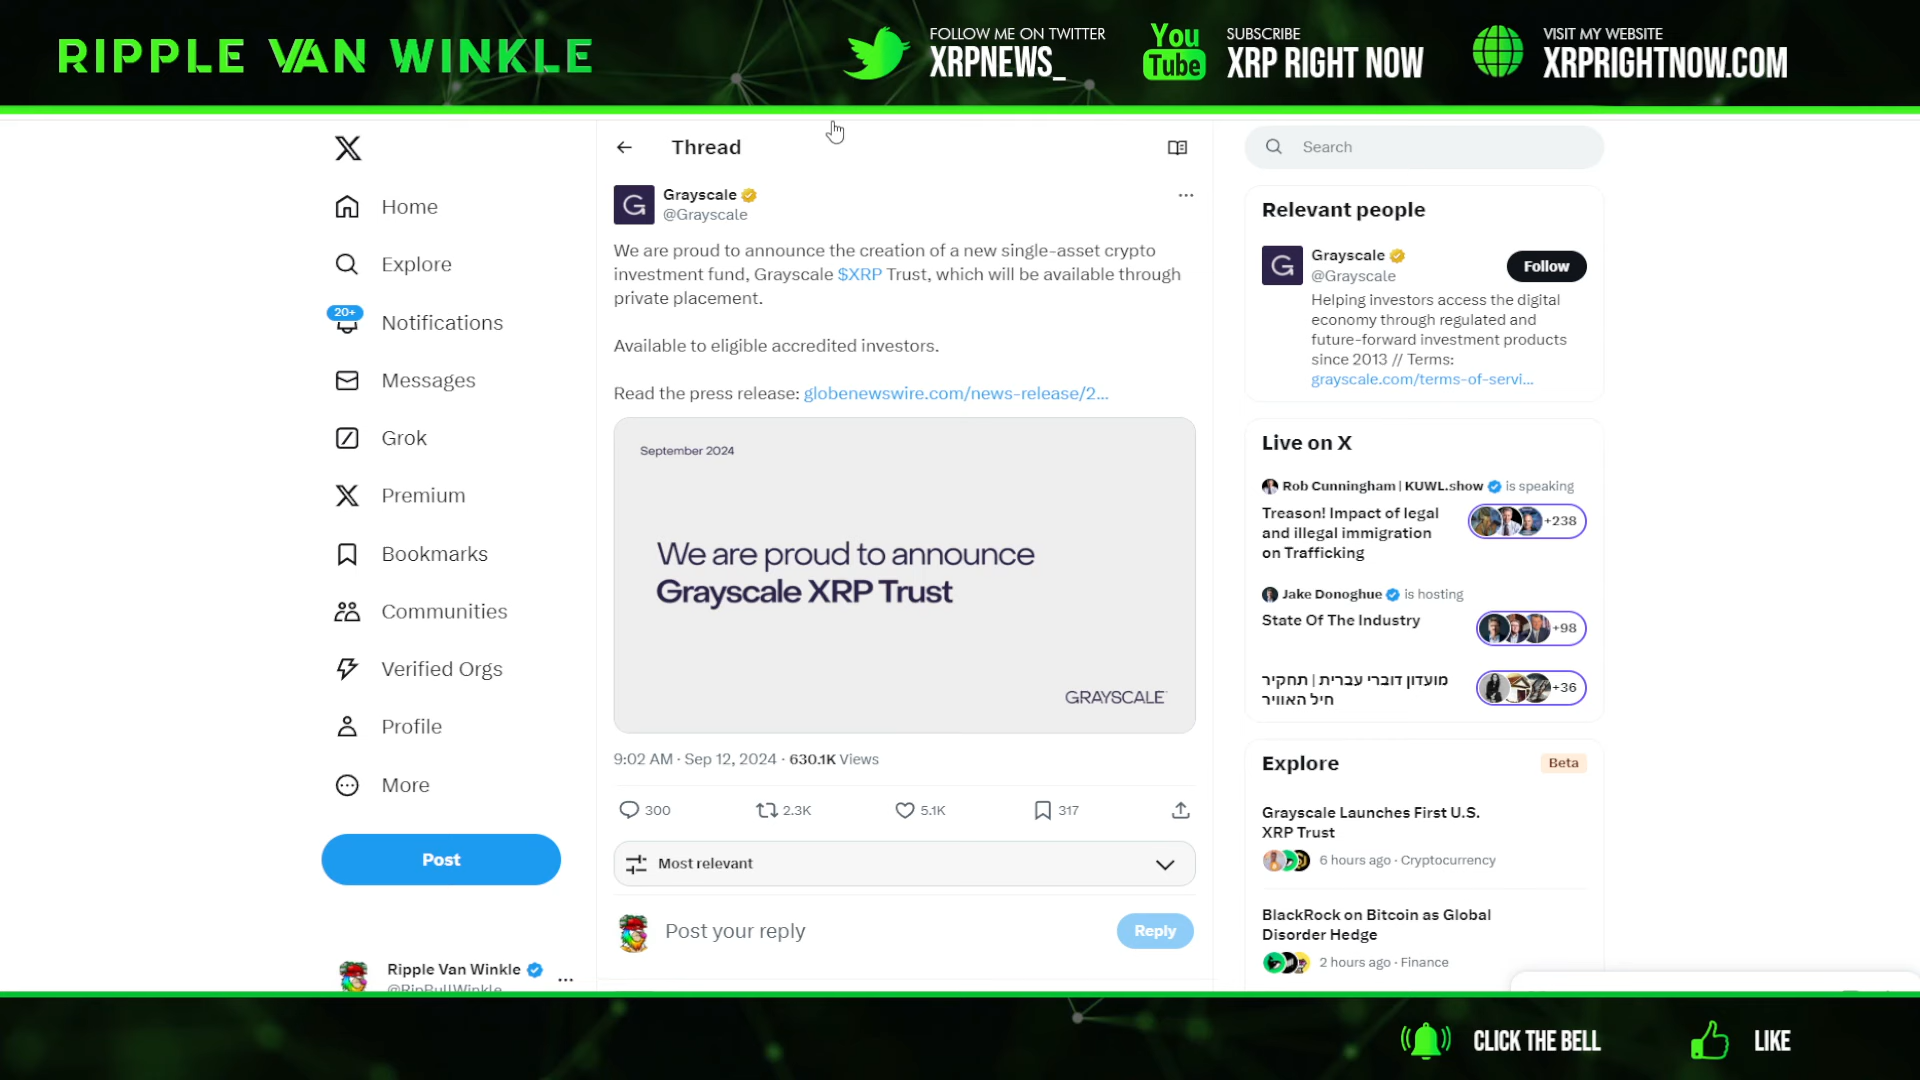 RIPPLE VAN WINKLE
FOLLOW ME ON TWITTER
XRPNEWS_
You
Tube
SUBSCRIBE
XRP RIGHT NOW
VISIT MY WEBSITE
XRPRIGHTNOW.COM
Home
Explore
20+
Notifications
Messages
Grok
Premium
Bookmarks
Communities
Verified Orgs
Profile
More
Post
Ripple Van Winkle
@RipBullWinkle
Thread
Grayscale
@Grayscale
We are proud to announce the creation of a new single-asset crypto
investment fund, Grayscale $XRP Trust, which will be available through
private placement.
Available to eligible accredited investors.
Read the press release: globenewswire.com/news-release/2...
September 2024
We are proud to announce
Grayscale XRP Trust
GRAYSCALE
9:02 AM · Sep 12, 2024 · 630.1K Views
300
2.3K
5.1K
317
Most relevant
Post your reply
Reply
Search
Relevant people
Grayscale
@Grayscale
Follow
Helping investors access the digital
economy through regulated and
future-forward investment products
since 2013 // Terms:
grayscale.com/terms-of-servi...
Live on X
Rob Cunningham | KUWL.show is speaking
Treason! Impact of legal
and illegal immigration
on Trafficking
+238
Jake Donoghue is hosting
State Of The Industry
+98
מועדון דוברי עברית | תחקיר
חיל האוויר
+36
Explore
Beta
Grayscale Launches First U.S.
XRP Trust
6 hours ago · Cryptocurrency
BlackRock on Bitcoin as Global
Disorder Hedge
2 hours ago · Finance
CLICK THE BELL
LIKE